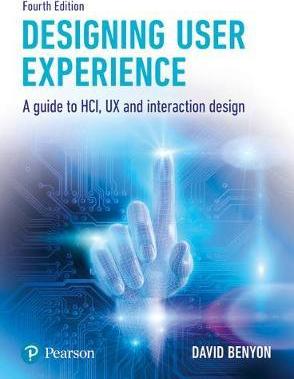 Fourth Edition
DESIGNING USER
EXPERIENCE
A guide to HCI, UX and interaction design
P Pearson
DAVID BENYON